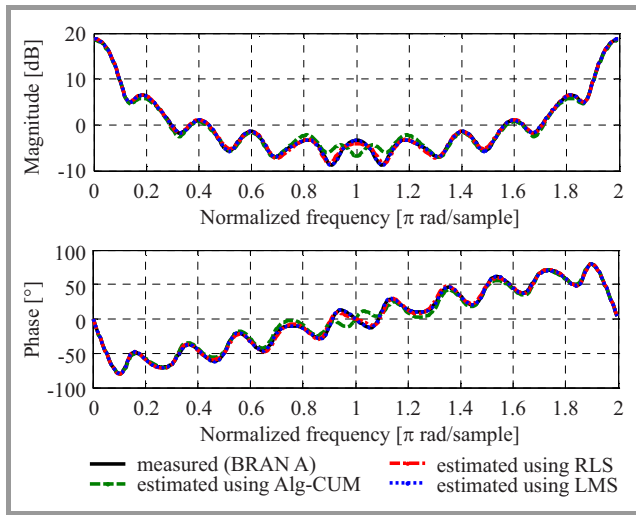 20
10
0
-10
Magnitude [dB]
0 0.2 0.4 0.6 0.8 1.0 1.2 1.4 1.6 1.8 2
Normalized frequency [π rad/sample]
100
50
0
-50
-100
Phase [°]
0 0.2 0.4 0.6 0.8 1.0 1.2 1.4 1.6 1.8 2
Normalized frequency [π rad/sample]
measured (BRAN A) estimated using RLS
estimated using Alg-CUM estimated using LMS